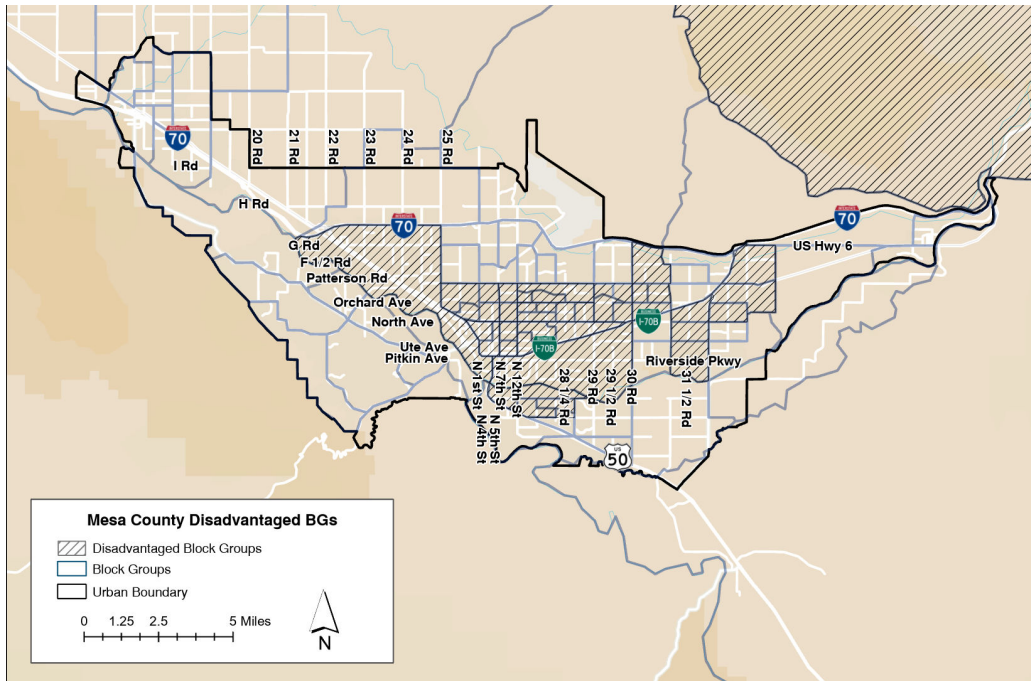 INTERSTATE
70
I Rd
20 Rd
21 Rd
22 Rd
23 Rd
24 Rd
25 Rd
H Rd
INTERSTATE
70
INTERSTATE
70
G Rd
F 1/2 Rd
Patterson Rd
Orchard Ave
North Ave
Ute Ave
Pitkin Ave
US Hwy 6
I-70B
I-70B
Riverside Pkwy
N 1st St
N 4th St
N 7th St
N 5th St
N 12th St
28 1/4 Rd
29 Rd
29 1/2 Rd
30 Rd
31 1/2 Rd
US
50
Mesa County Disadvantaged BGs
Disadvantaged Block Groups
Block Groups
Urban Boundary
0 1.25 2.5 5 Miles
N